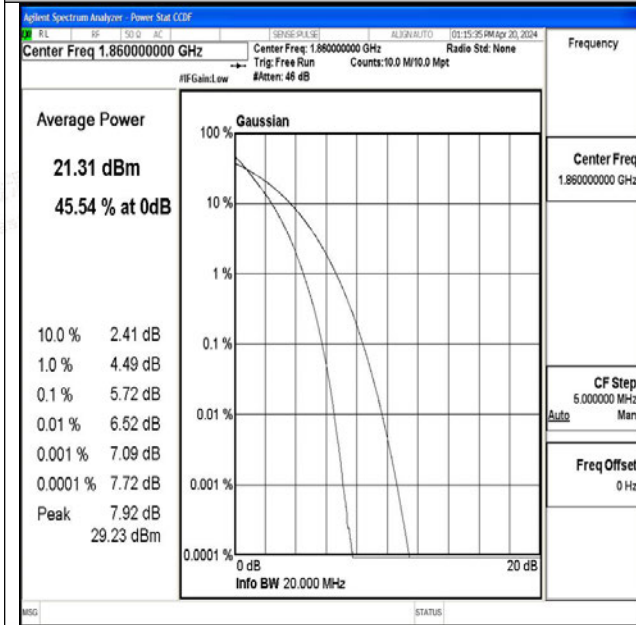 Agilent Spectrum Analyzer - Power Stat CCDF
RL RF 50 Ω AC SENSE:PULSE ALIGN AUTO 01:15:35 PM Apr 20, 2024
Center Freq 1.860000000 GHz
Center Freq: 1.860000000 GHz Radio Std: None
Trig: Free Run Counts:10.0 M/10.0 Mpt
#IFGain:Low #Atten: 46 dB
Frequency
Average Power
21.31 dBm
45.54 % at 0dB
10.0 % 2.41 dB
1.0 % 4.49 dB
0.1 % 5.72 dB
0.01 % 6.52 dB
0.001 % 7.09 dB
0.0001 % 7.72 dB
Peak 7.92 dB
29.23 dBm
Gaussian
100 %
10 %
1 %
0.1 %
0.01 %
0.001 %
0.0001 %
0 dB 20 dB
Info BW 20.000 MHz
Center Freq
1.860000000 GHz
CF Step
5.000000 MHz
Auto Man
Freq Offset
0 Hz
MSG STATUS